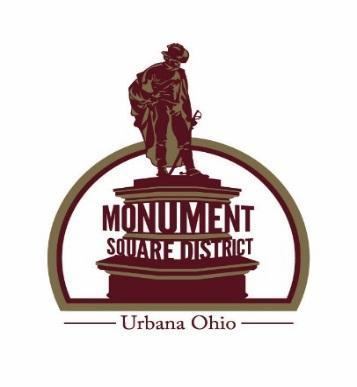 MONUMENT
SQUARE DISTRICT
Urbana Ohio